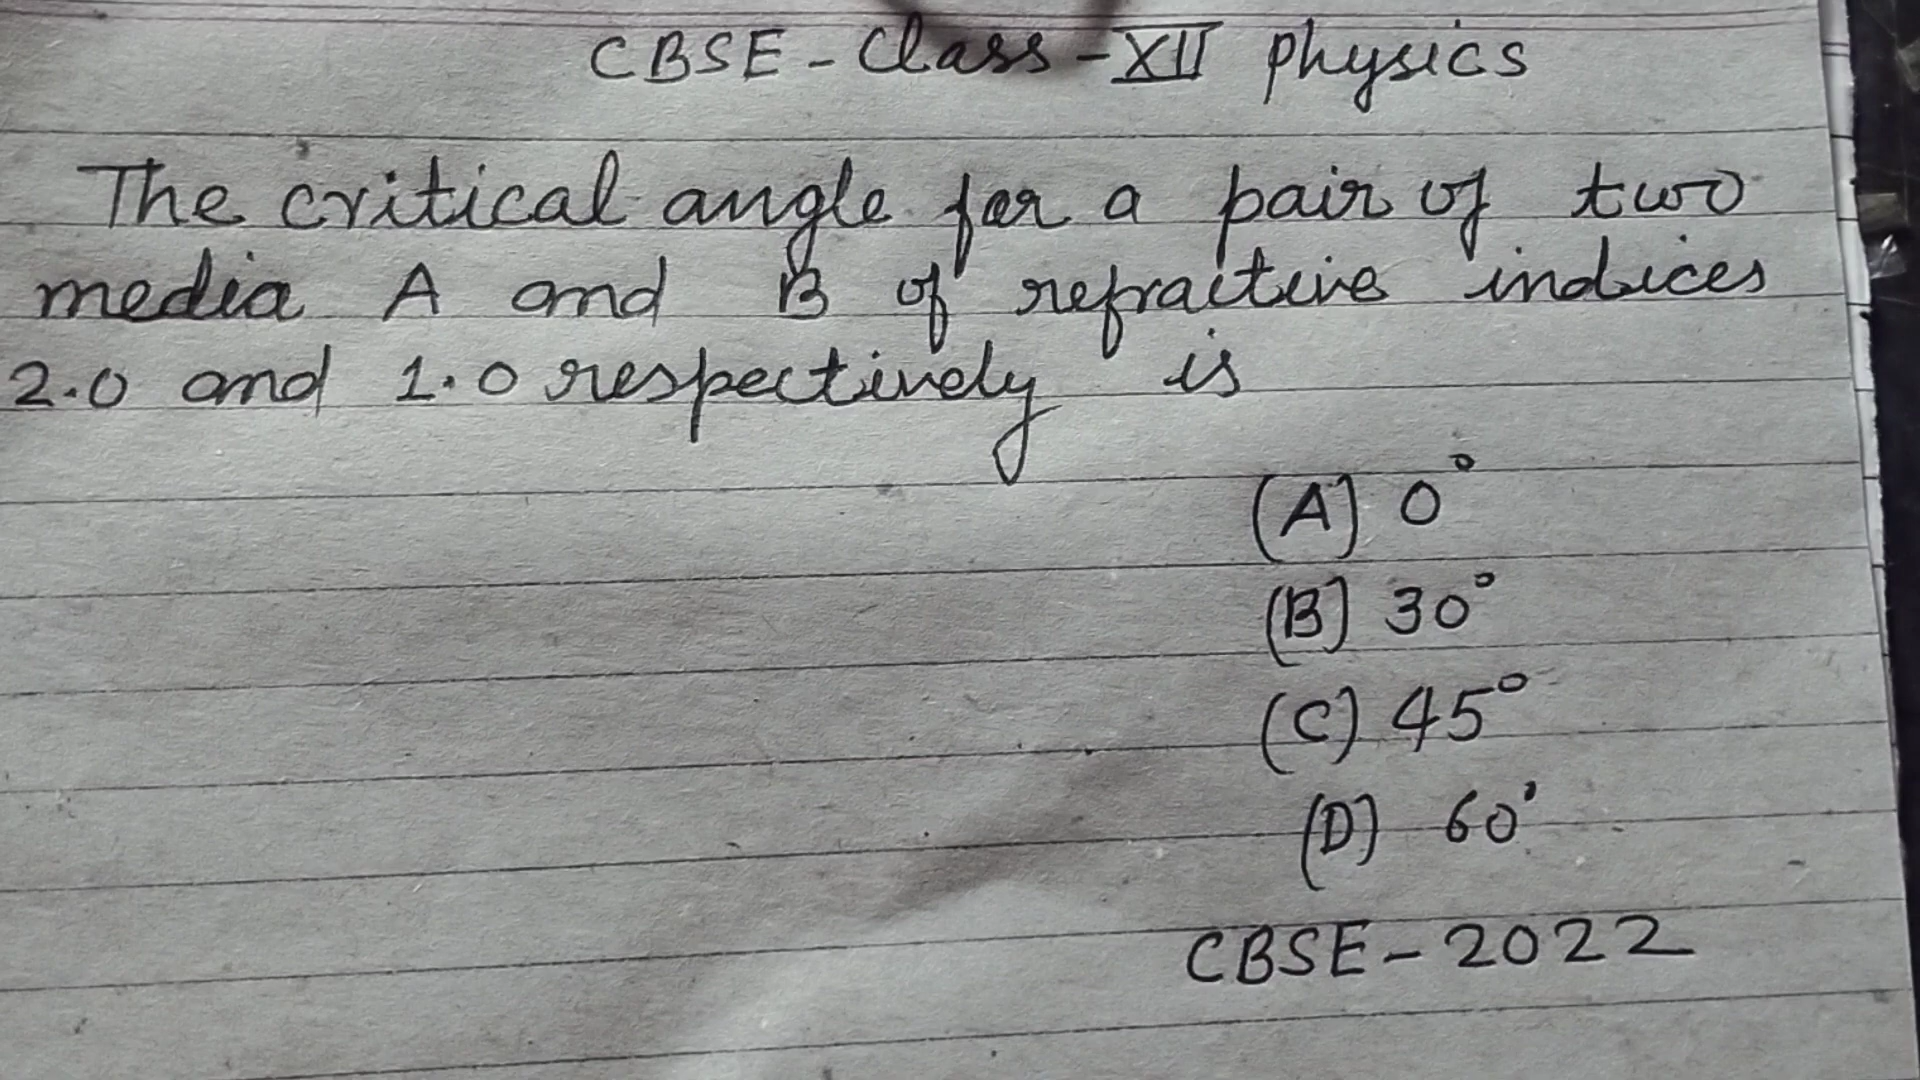 CBSE - Class - XII Physics
The critical angle for a pair of two
media A and B of refractive indices
2.0 and 1.0 respectively is
(A) 0°
(B) 30°
(C) 45°
(D) 60°
CBSE - 2022